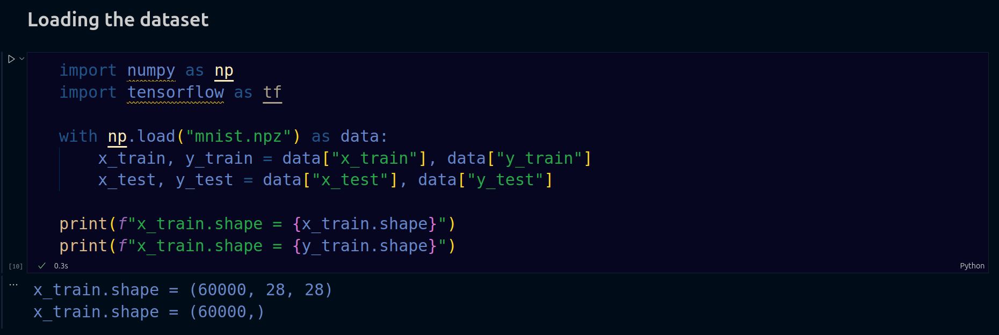 Loading the dataset
import numpy as np
import tensorflow as tf
with np.load("mnist.npz") as data:
    x_train, y_train = data["x_train"], data["y_train"]
    x_test, y_test = data["x_test"], data["y_test"]
print(f"x_train.shape = {x_train.shape}")
print(f"x_train.shape = {y_train.shape}")
[10] ✓ 0.3s Python
... x_train.shape = (60000, 28, 28)
x_train.shape = (60000,)